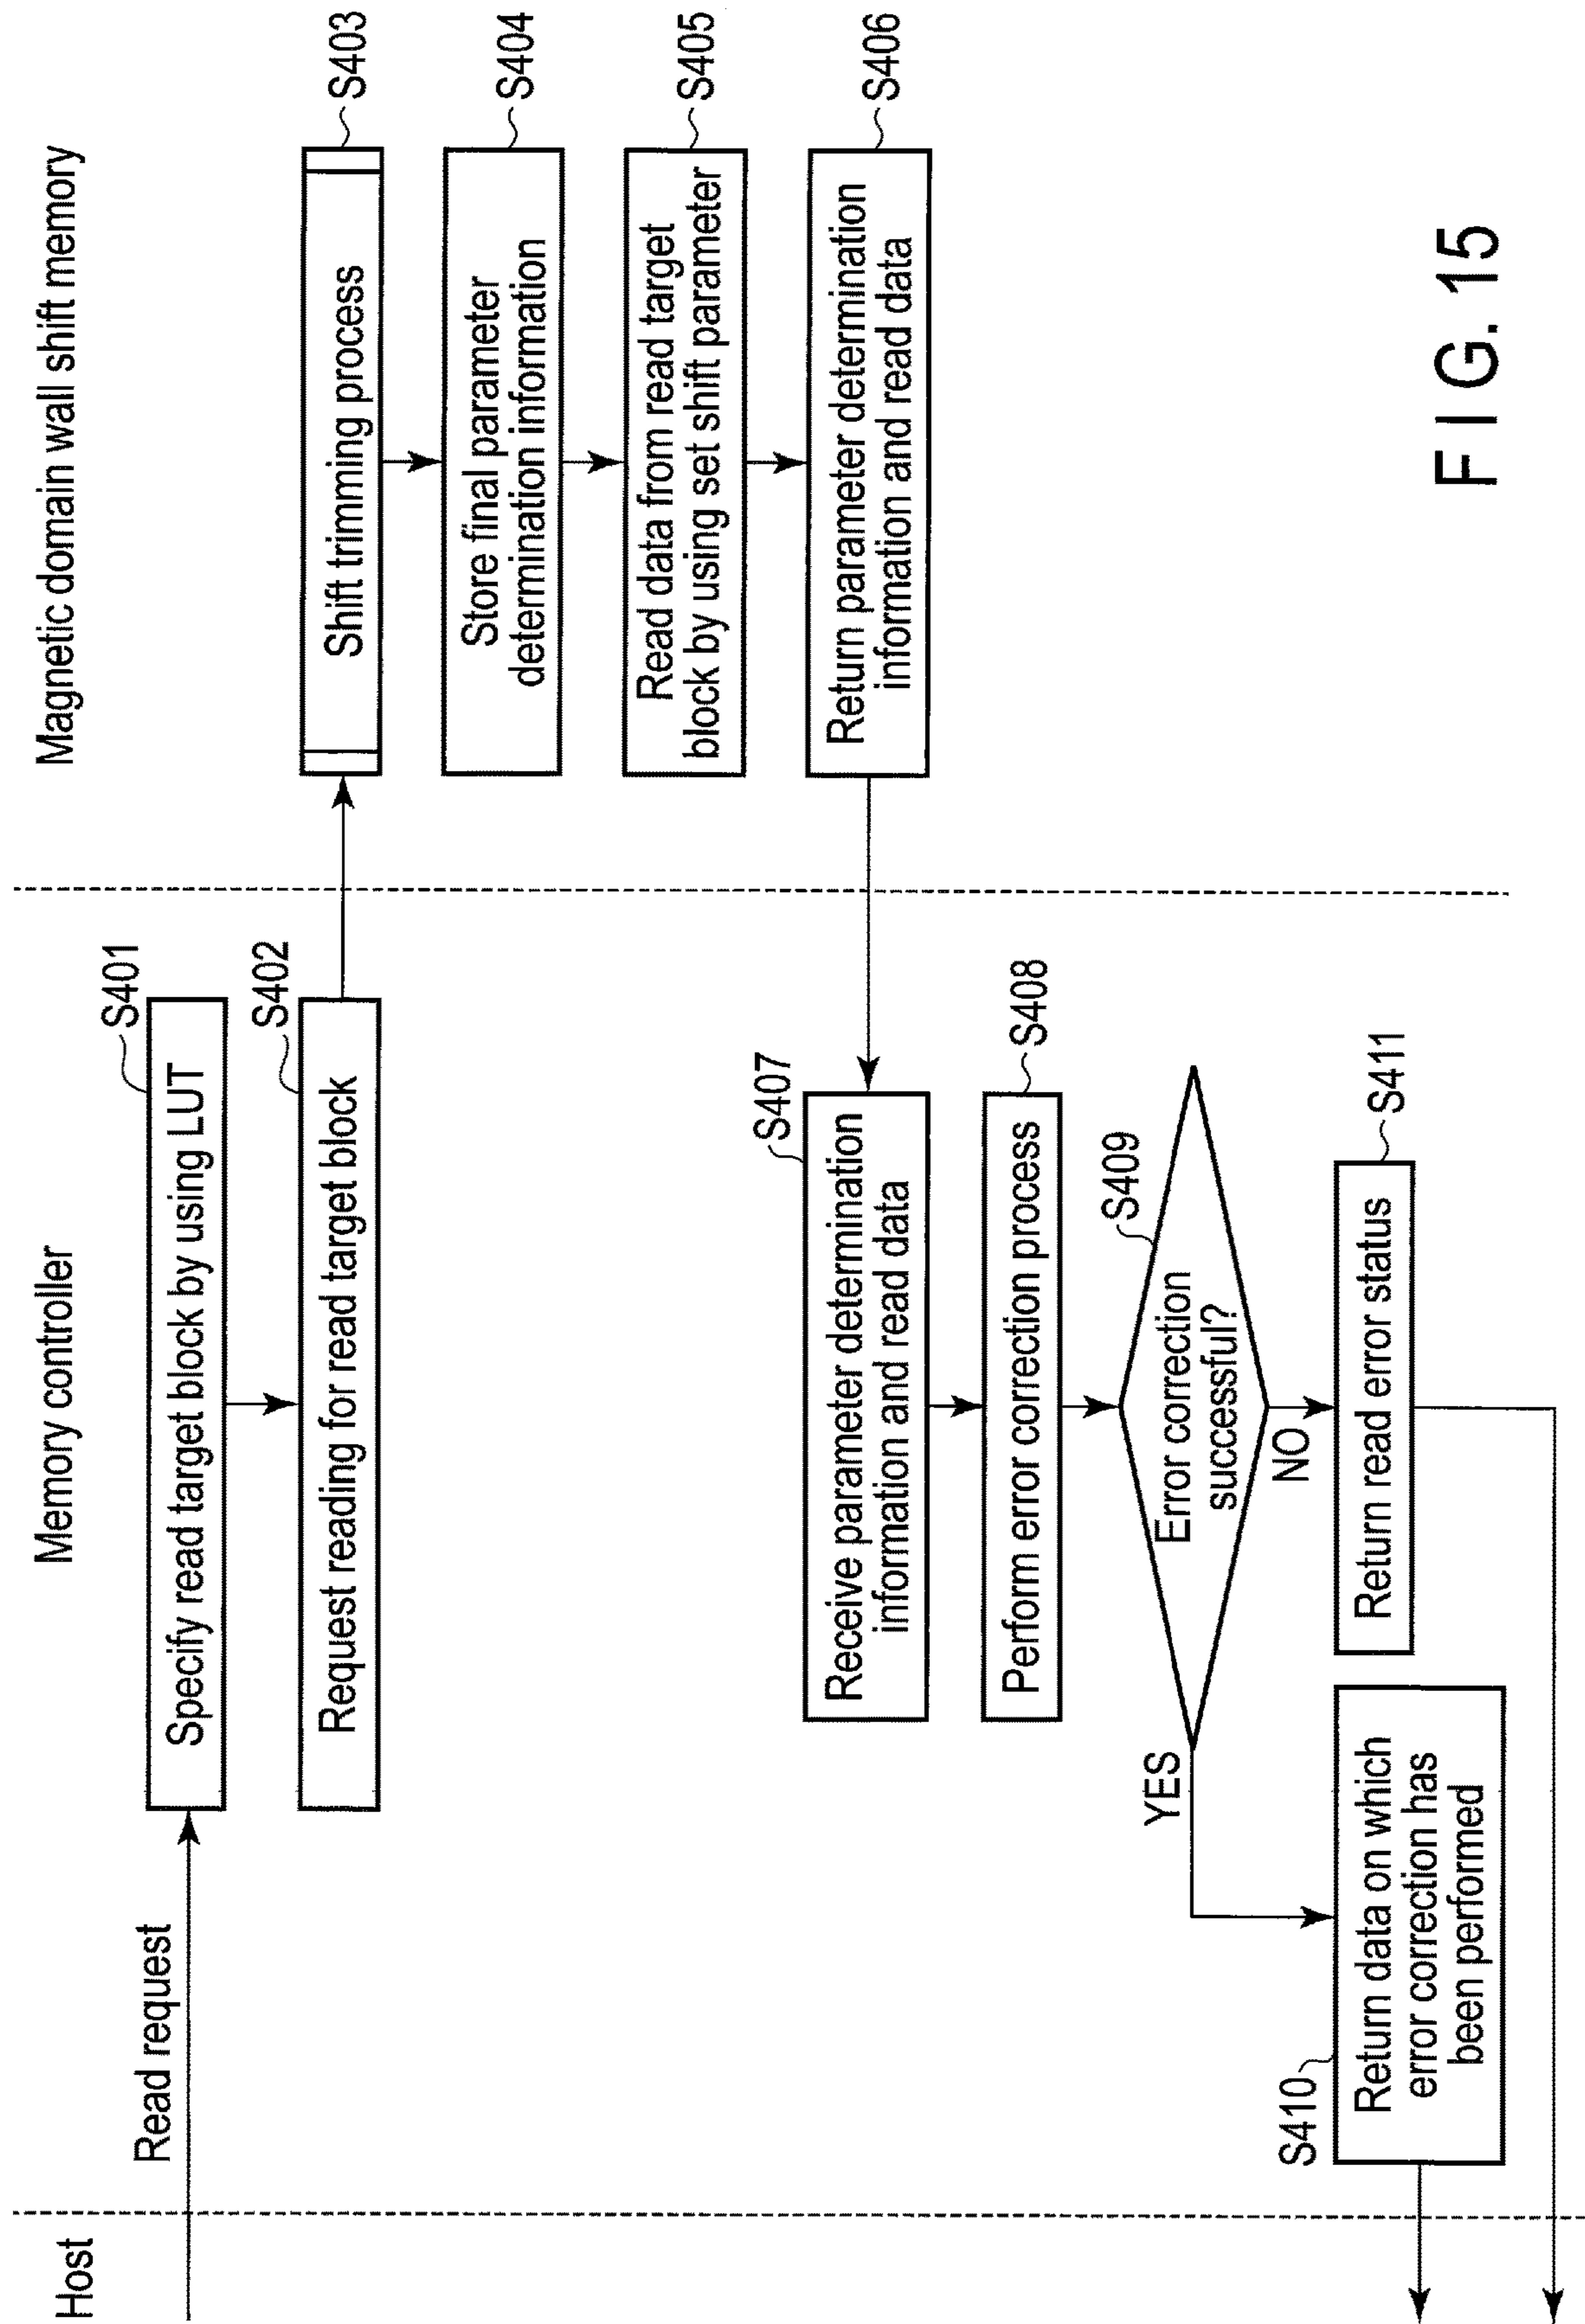 Host
Memory controller
Magnetic domain wall shift memory
Read request
S401
Specify read target block by using LUT
S402
Request reading for read target block
S403
Shift trimming process
S404
Store final parameter
determination information
S405
Read data from read target
block by using set shift parameter
S406
Return parameter determination
information and read data
S407
Receive parameter determination
information and read data
S408
Perform error correction process
S409
Error correction
successful?
YES
NO
S410
Return data on which
error correction has
been performed
S411
Return read error status
FIG. 15